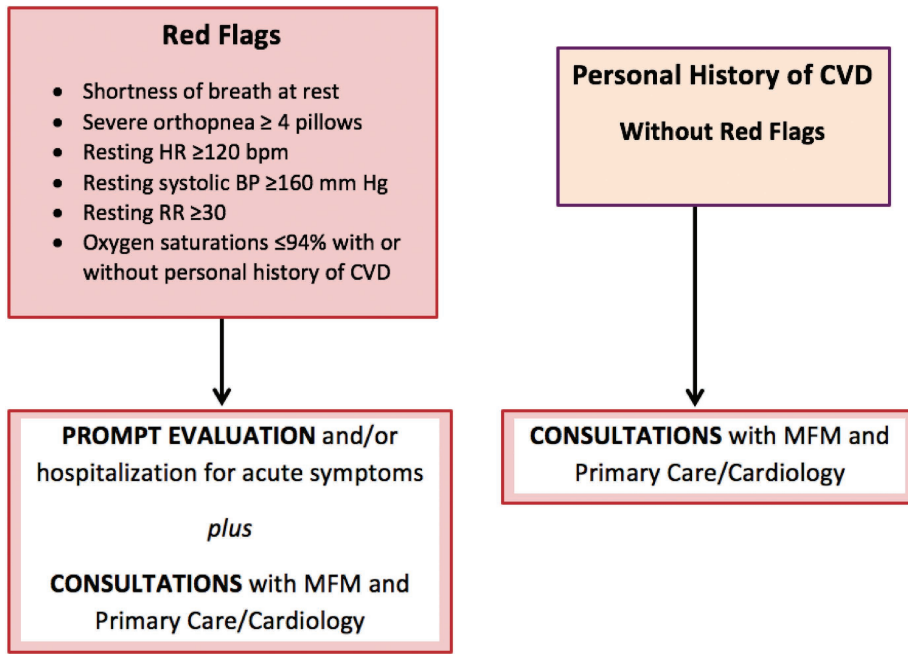 Red Flags
• Shortness of breath at rest
• Severe orthopnea ≥ 4 pillows
• Resting HR ≥120 bpm
• Resting systolic BP ≥160 mm Hg
• Resting RR ≥30
• Oxygen saturations ≤94% with or
without personal history of CVD
PROMPT EVALUATION and/or
hospitalization for acute symptoms
plus
CONSULTATIONS with MFM and
Primary Care/Cardiology
Personal History of CVD
Without Red Flags
CONSULTATIONS with MFM and
Primary Care/Cardiology